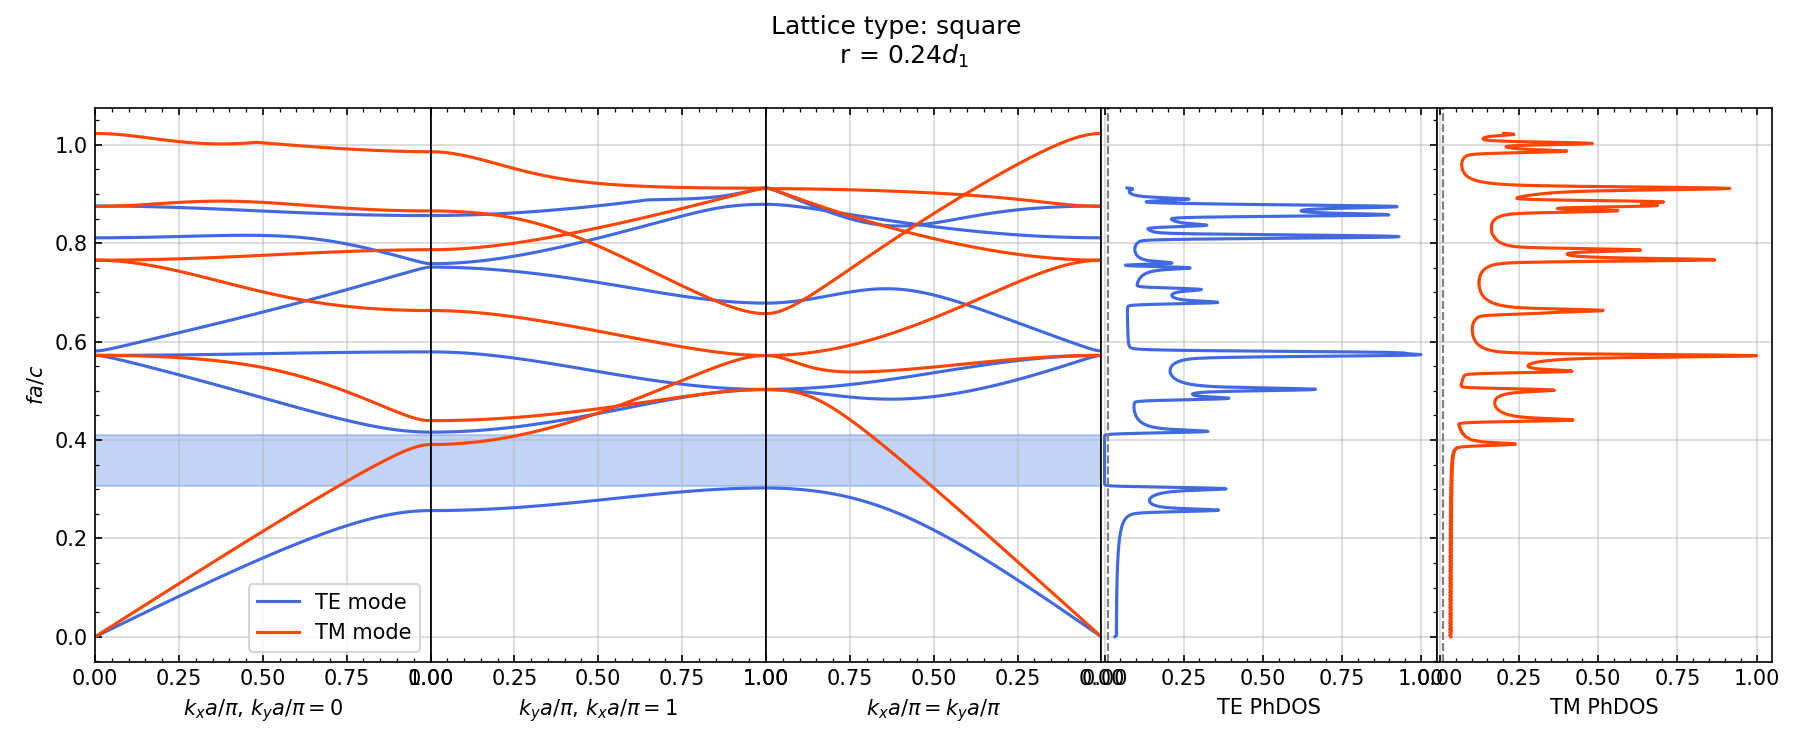 Lattice type: square
r = 0.24d₁
fa/c
1.0
0.8
0.6
0.4
0.2
0.0
TE mode
TM mode
0.00 0.25 0.50 0.75 1.00
0.00 0.25 0.50 0.75 1.00
1.00 0.75 0.50 0.25 0.00
0.00 0.25 0.50 0.75 1.00
0.00 0.25 0.50 0.75 1.00
kₓa/π, k_ya/π = 0
k_ya/π, kₓa/π = 1
kₓa/π = k_ya/π
TE PhDOS
TM PhDOS